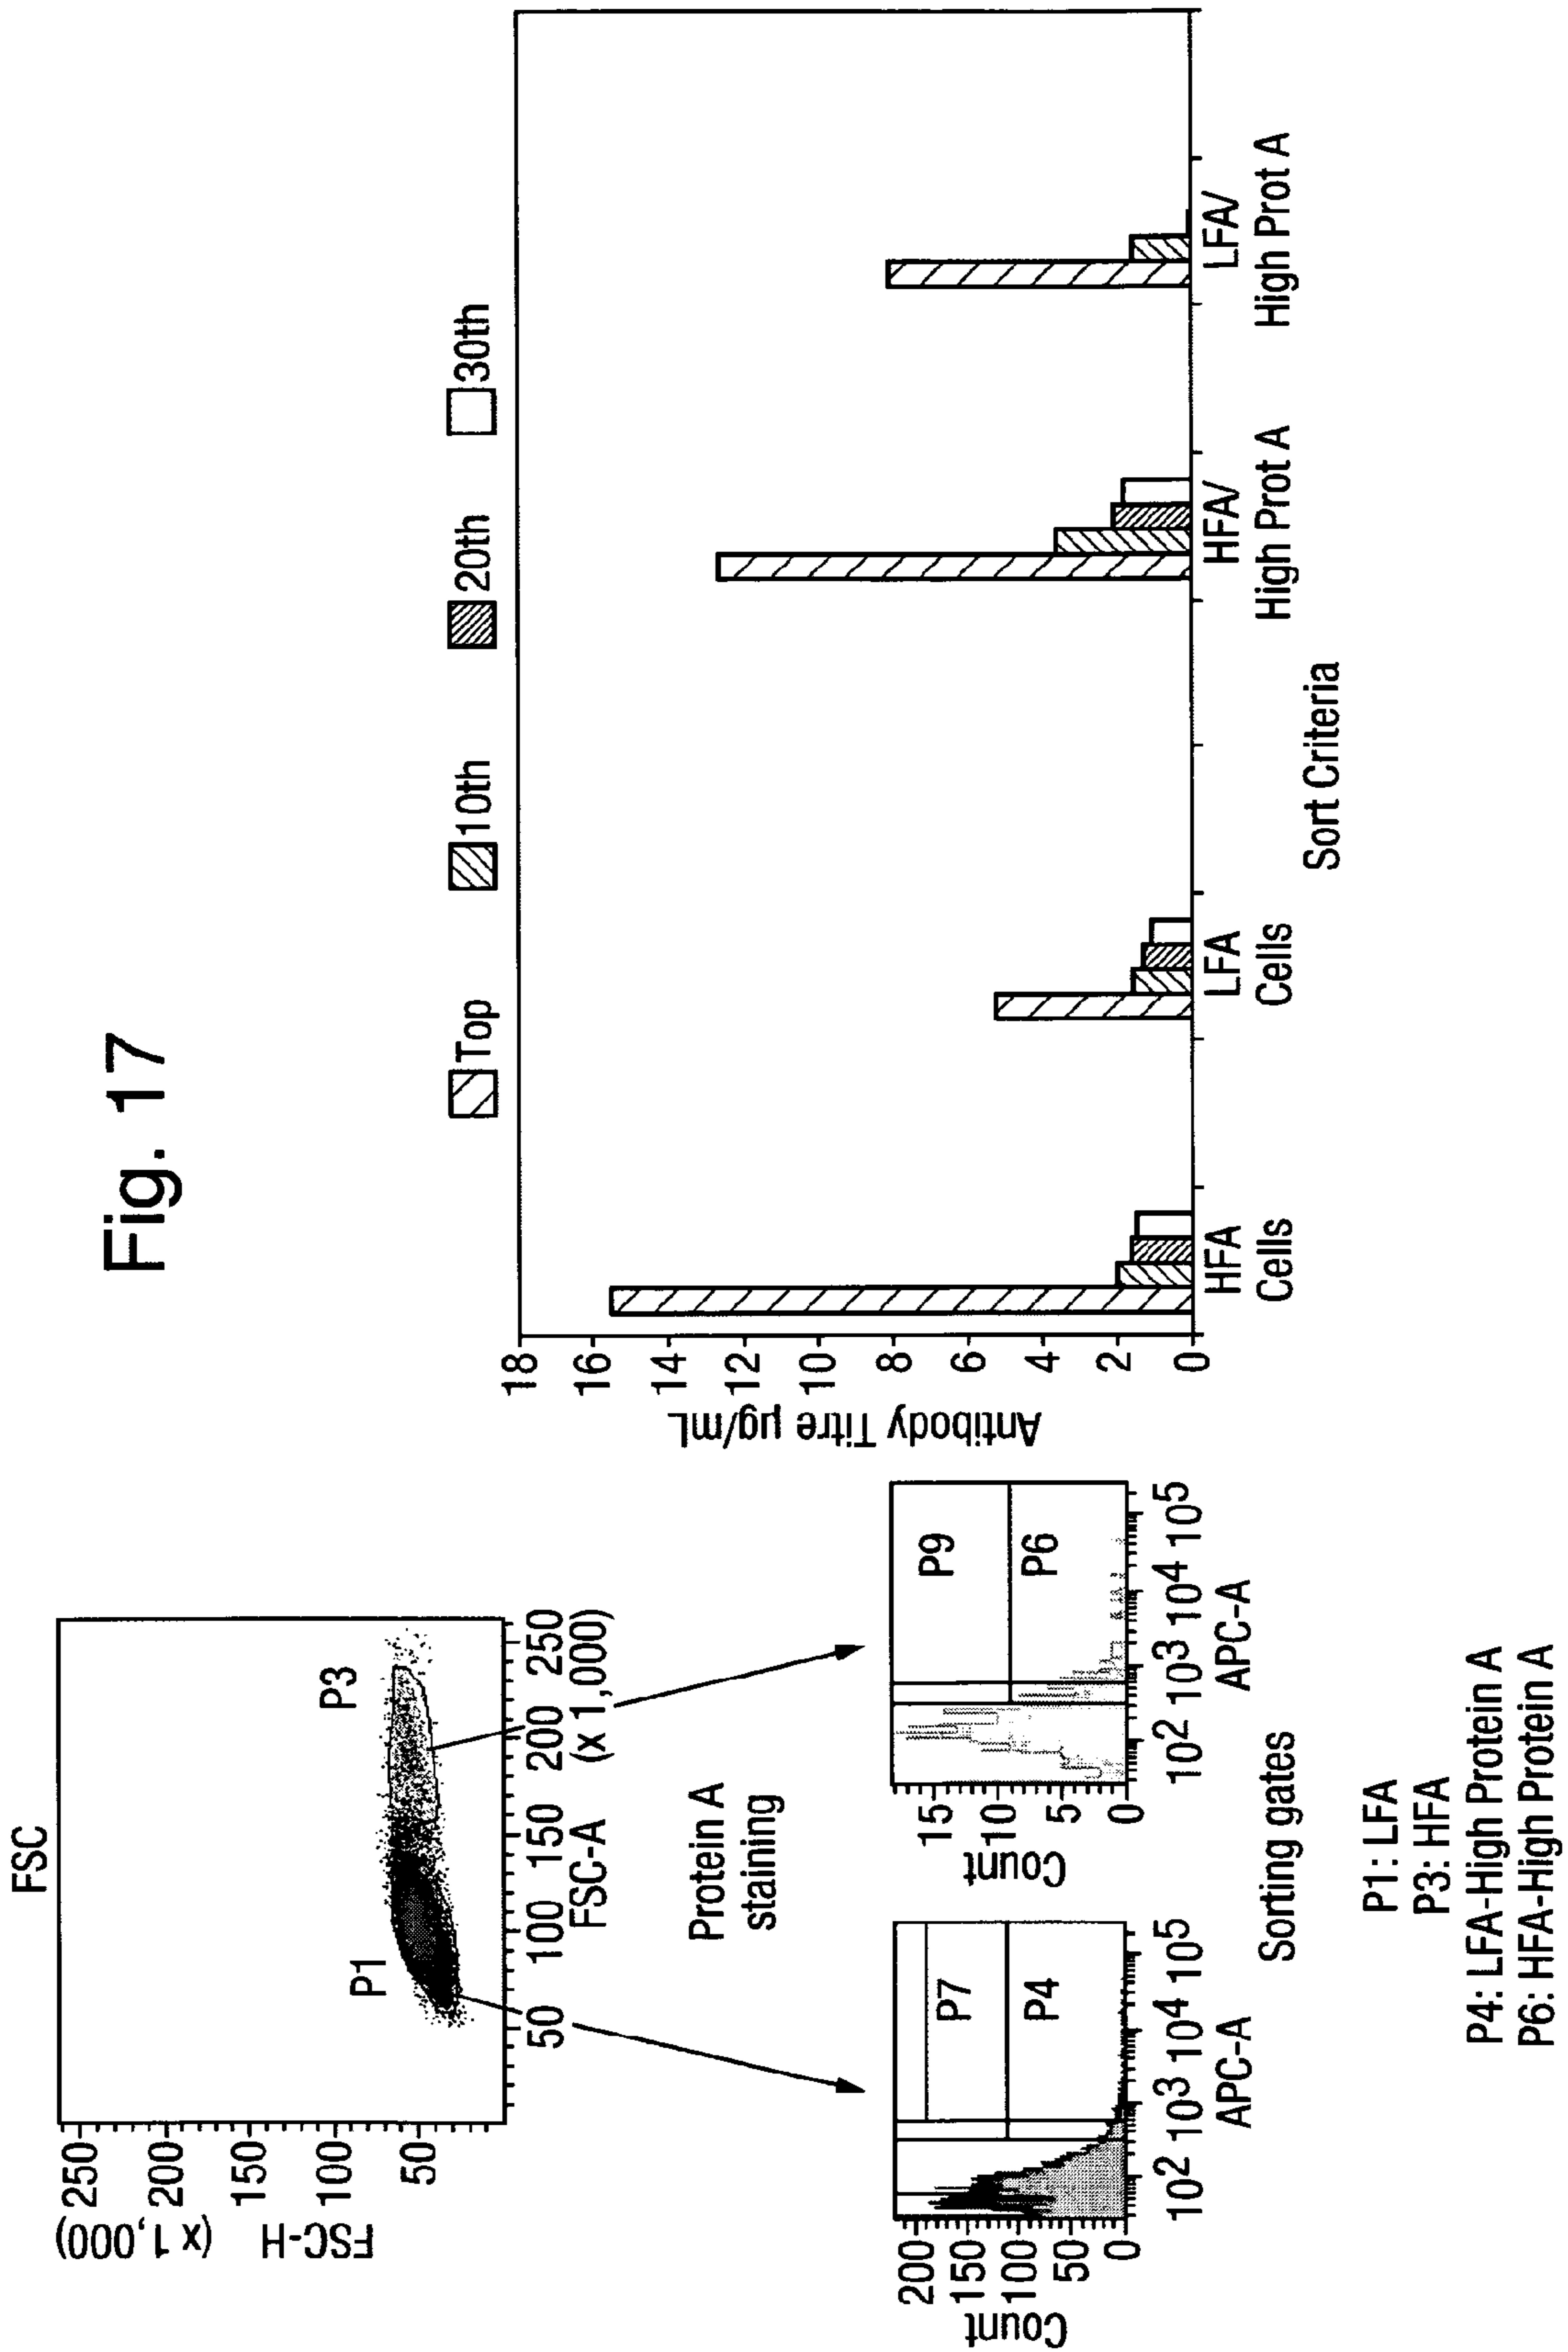 Fig. 17
FSC
FSC-H (x 1,000)
250
200
150
100
50
P1
P3
50 100 150 200 250
FSC-A (x 1,000)
Protein A
staining
Count
200
150
100
50
0
P7
P4
10² 10³ 10⁴ 10⁵
APC-A
Count
15
10
5
0
P9
P6
10² 10³ 10⁴ 10⁵
APC-A
Sorting gates
P1: LFA
P3: HFA
P4: LFA-High Protein A
P6: HFA-High Protein A
Top 10th 20th 30th
Antibody Titre µg/mL
18
16
14
12
10
8
6
4
2
0
HFA
Cells
LFA
Cells
HFA/
High Prot A
LFA/
High Prot A
Sort Criteria